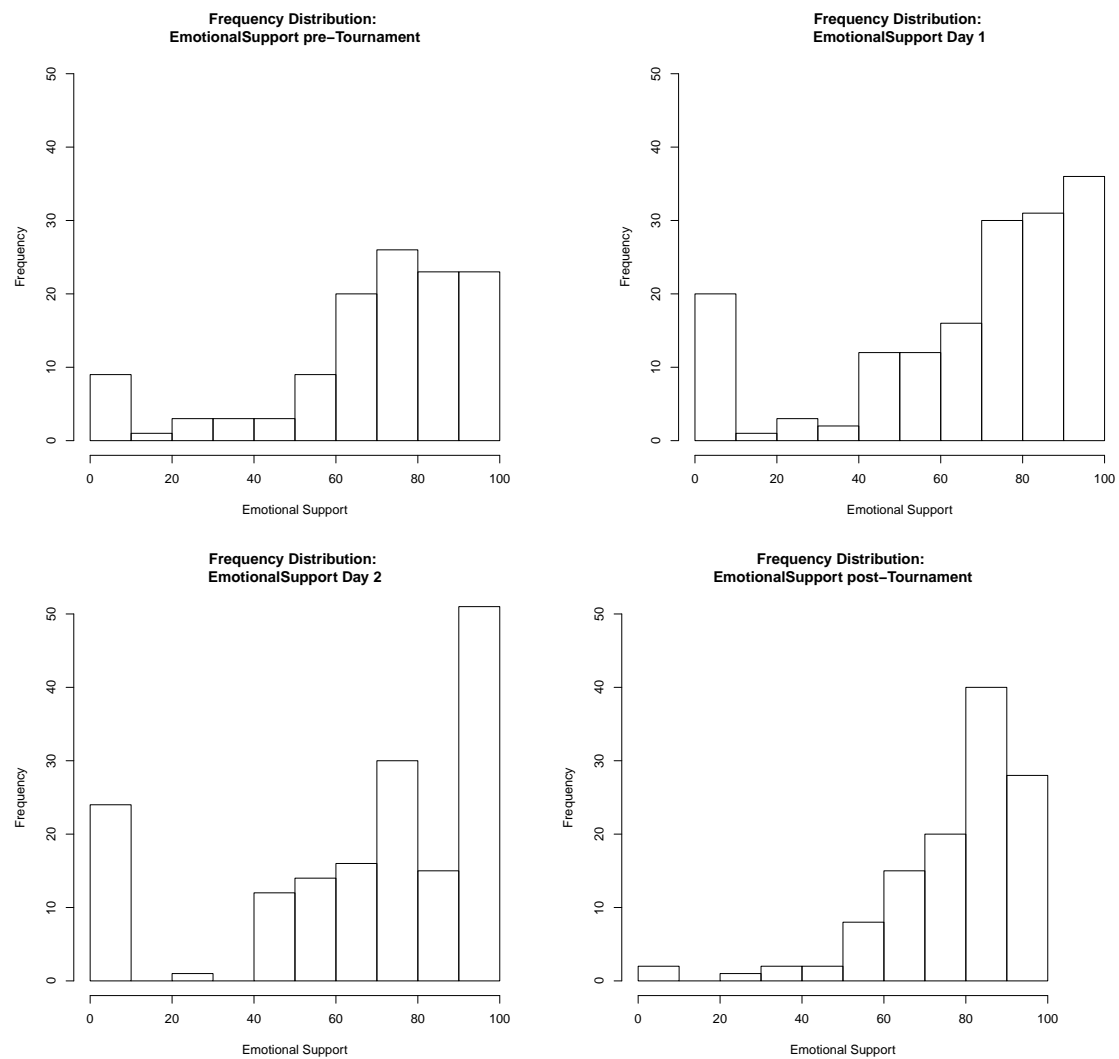 Frequency Distribution:
EmotionalSupport pre−Tournament
Frequency
50
40
30
20
10
0
0 20 40 60 80 100
Emotional Support
Frequency Distribution:
EmotionalSupport Day 1
Frequency
50
40
30
20
10
0
0 20 40 60 80 100
Emotional Support
Frequency Distribution:
EmotionalSupport Day 2
Frequency
50
40
30
20
10
0
0 20 40 60 80 100
Emotional Support
Frequency Distribution:
EmotionalSupport post−Tournament
Frequency
50
40
30
20
10
0
0 20 40 60 80 100
Emotional Support